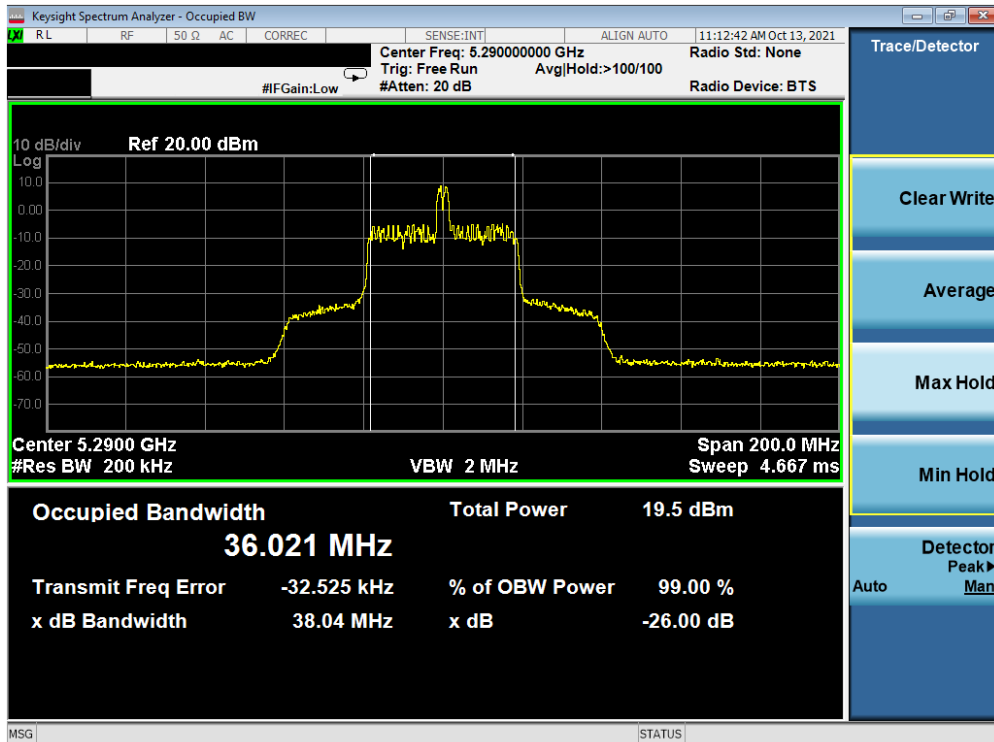 Keysight Spectrum Analyzer - Occupied BW
LXI RL RF 50 Ω AC CORREC SENSE:INT ALIGN AUTO 11:12:42 AM Oct 13, 2021
Center Freq: 5.290000000 GHz Radio Std: None
Trig: Free Run Avg|Hold:>100/100
#IFGain:Low #Atten: 20 dB Radio Device: BTS
10 dB/div Ref 20.00 dBm
Log
10.0
0.00
-10.0
-20.0
-30.0
-40.0
-50.0
-60.0
-70.0
Center 5.2900 GHz Span 200.0 MHz
#Res BW 200 kHz VBW 2 MHz Sweep 4.667 ms
Occupied Bandwidth Total Power 19.5 dBm
36.021 MHz
Transmit Freq Error -32.525 kHz % of OBW Power 99.00 %
x dB Bandwidth 38.04 MHz x dB -26.00 dB
MSG STATUS
Trace/Detector
Clear Write
Average
Max Hold
Min Hold
Detector
Peak
Auto Man